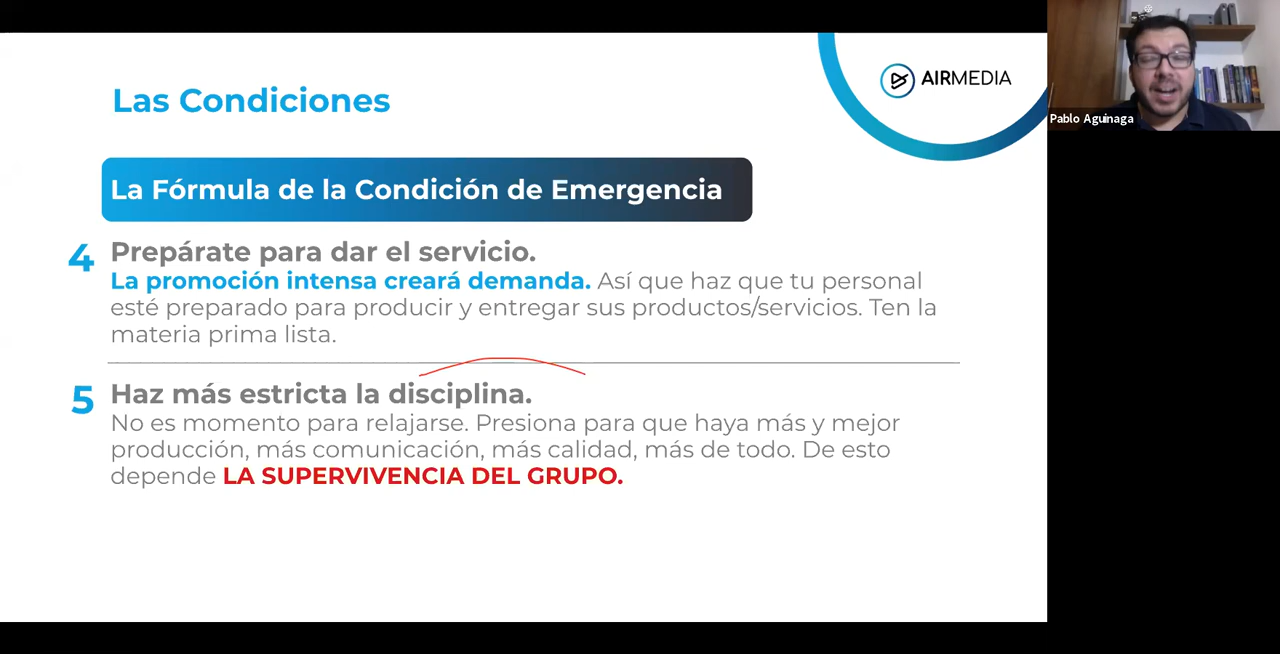 Las Condiciones
AIRMEDIA
Pablo Aguinaga
La Fórmula de la Condición de Emergencia
4 Prepárate para dar el servicio.
La promoción intensa creará demanda. Así que haz que tu personal
esté preparado para producir y entregar sus productos/servicios. Ten la
materia prima lista.
5 Haz más estricta la disciplina.
No es momento para relajarse. Presiona para que haya más y mejor
producción, más comunicación, más calidad, más de todo. De esto
depende LA SUPERVIVENCIA DEL GRUPO.